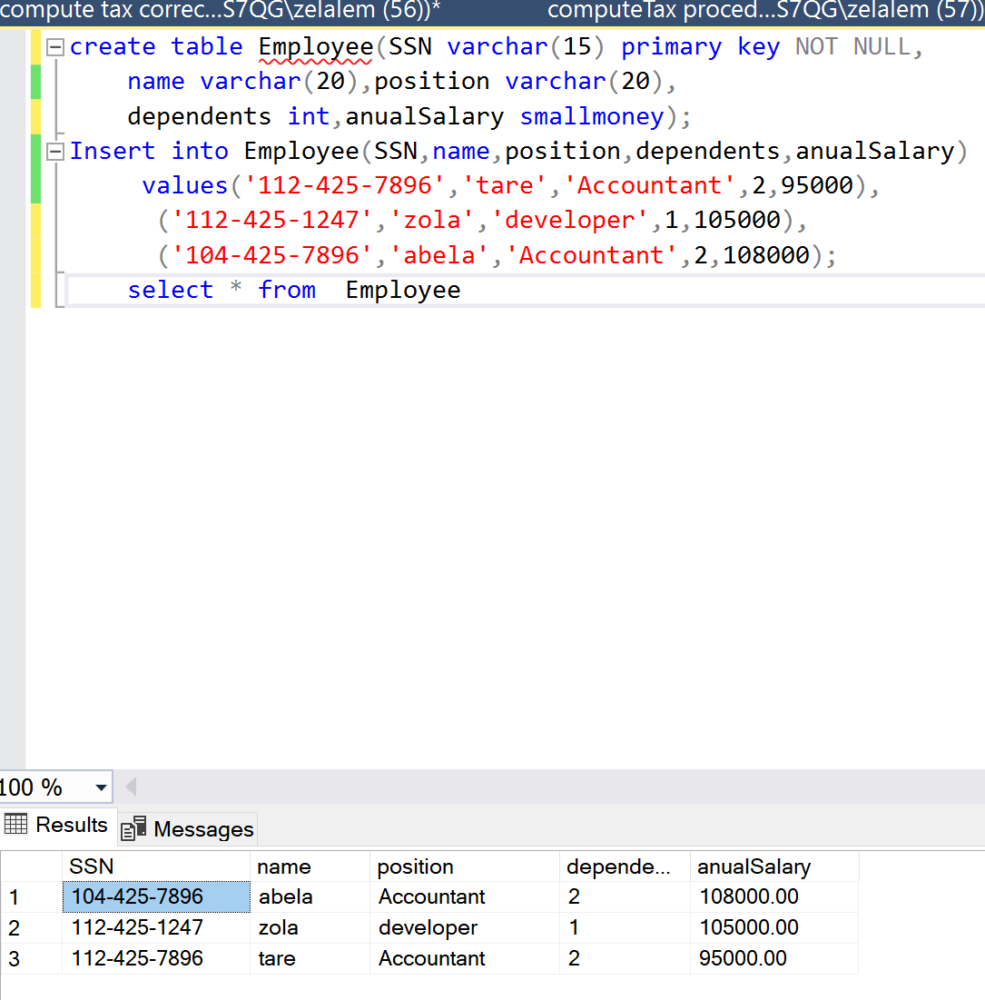 compute tax correc...S7QG\zelalem (56))* computeTax proced...S7QG\zelalem (57))
create table Employee(SSN varchar(15) primary key NOT NULL,
name varchar(20),position varchar(20),
dependents int,anualSalary smallmoney);
Insert into Employee(SSN,name,position,dependents,anualSalary)
values('112-425-7896','tare','Accountant',2,95000),
('112-425-1247','zola','developer',1,105000),
('104-425-7896','abela','Accountant',2,108000);
select * from  Employee
100 %
Results Messages
SSN name position depende... anualSalary
1 104-425-7896 abela Accountant 2 108000.00
2 112-425-1247 zola developer 1 105000.00
3 112-425-7896 tare Accountant 2 95000.00